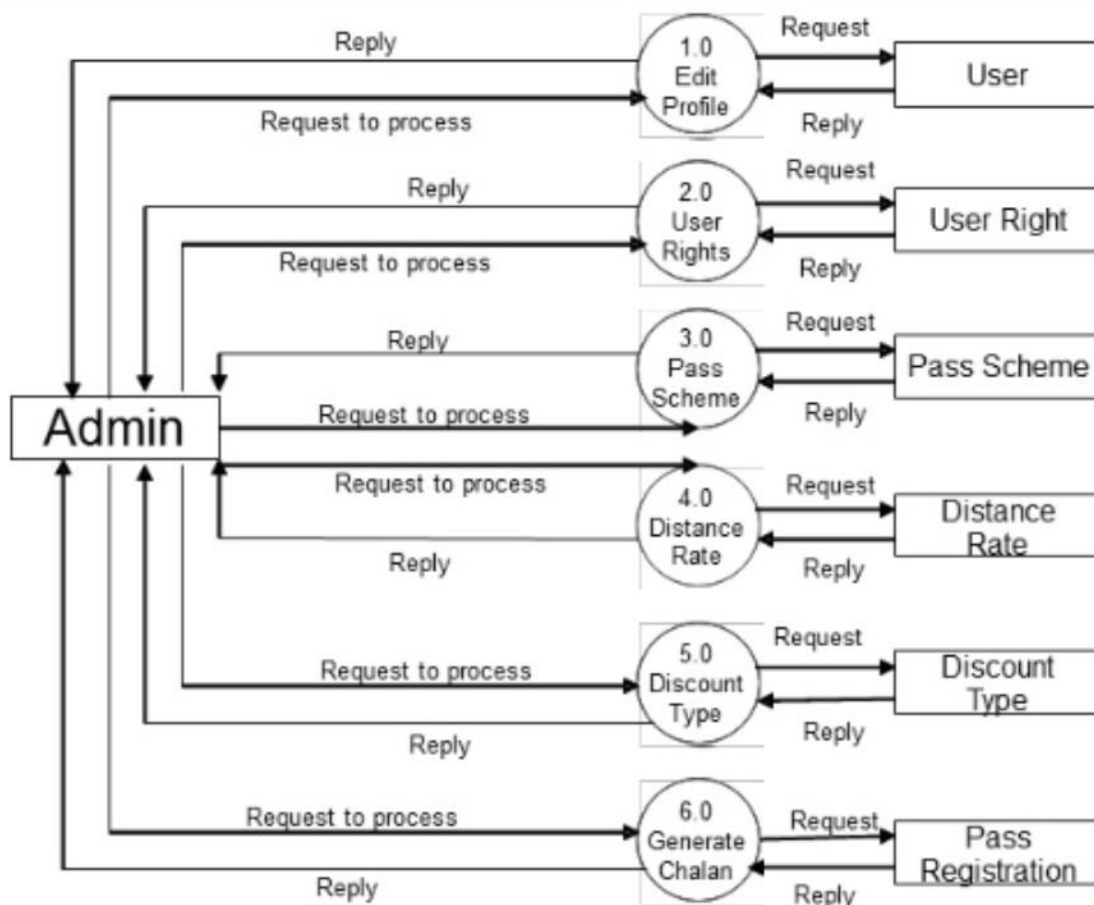 Reply
Request to process
1.0
Edit
Profile
Request
Reply
User
Reply
Request to process
2.0
User
Rights
Request
Reply
User Right
Reply
Request to process
3.0
Pass
Scheme
Request
Reply
Pass Scheme
Admin
Request to process
Reply
4.0
Distance
Rate
Request
Reply
Distance
Rate
Request to process
Reply
5.0
Discount
Type
Request
Reply
Discount
Type
Request to process
Reply
6.0
Generate
Chalan
Request
Reply
Pass
Registration